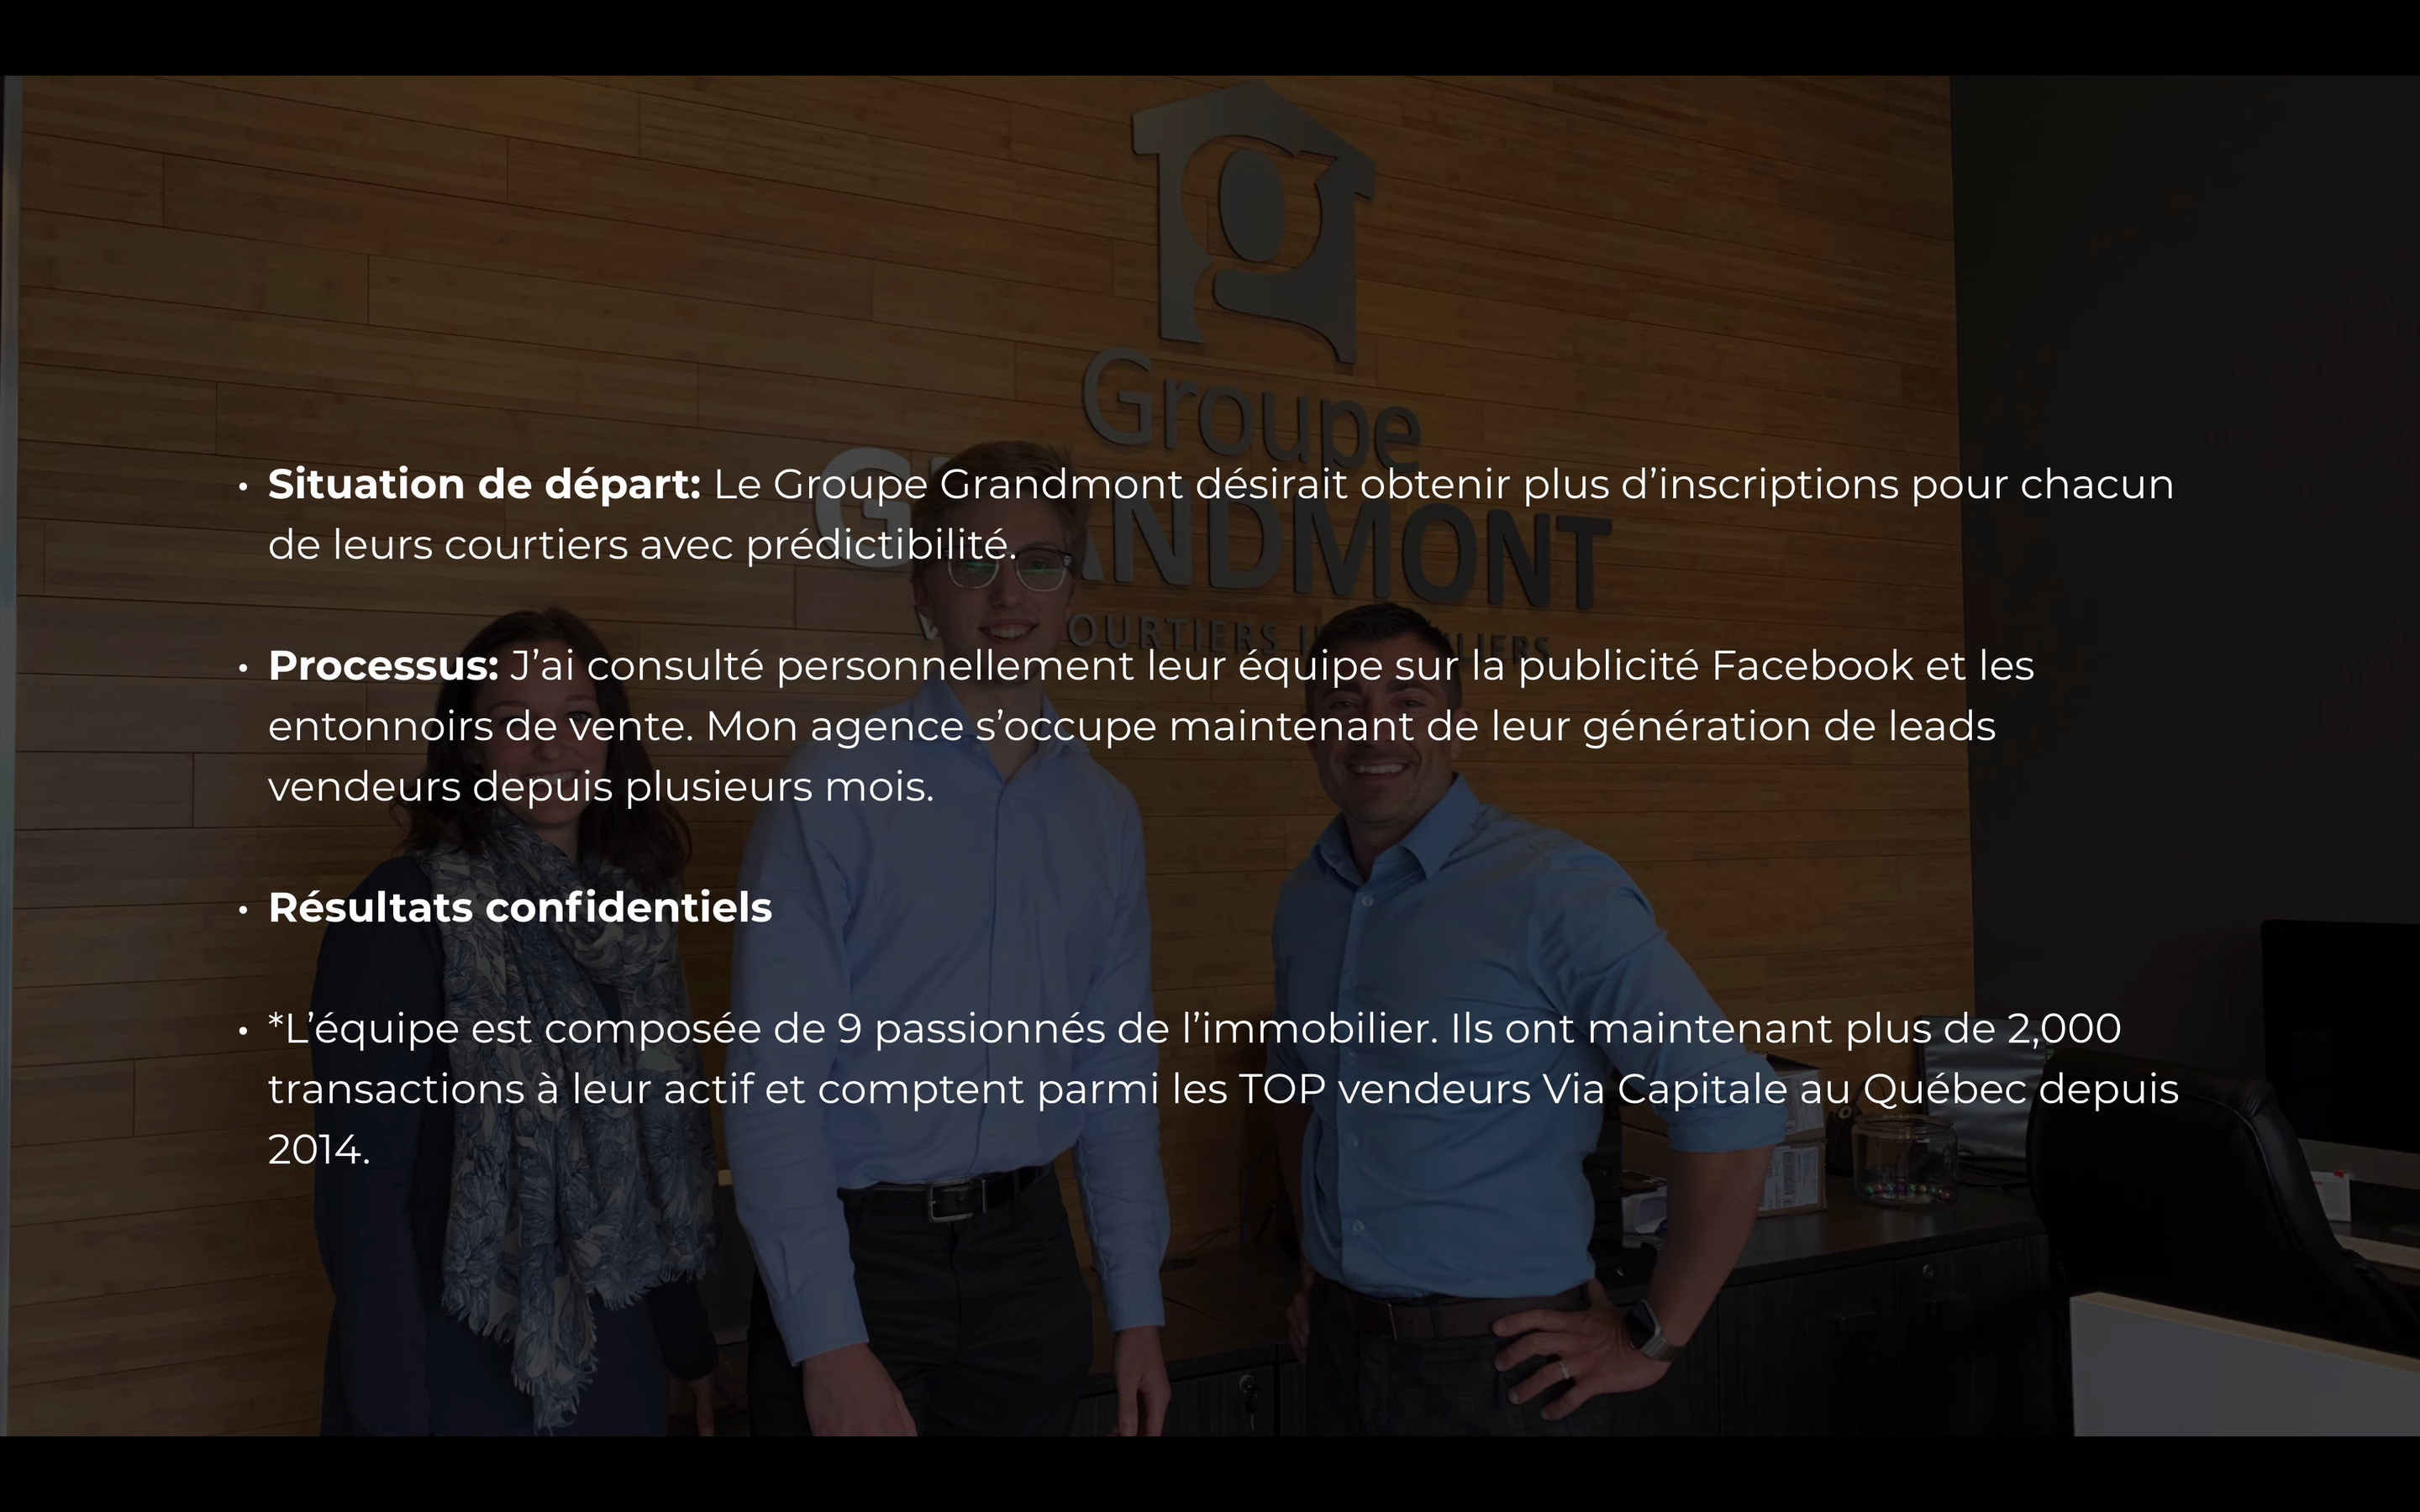 Groupe
GRANDMONT
• Situation de départ: Le Groupe Grandmont désirait obtenir plus d’inscriptions pour chacun
de leurs courtiers avec prédictibilité.
• Processus: J’ai consulté personnellement leur équipe sur la publicité Facebook et les
entonnoirs de vente. Mon agence s’occupe maintenant de leur génération de leads
vendeurs depuis plusieurs mois.
• Résultats confidentiels
• *L’équipe est composée de 9 passionnés de l’immobilier. Ils ont maintenant plus de 2,000
transactions à leur actif et comptent parmi les TOP vendeurs Via Capitale au Québec depuis
2014.